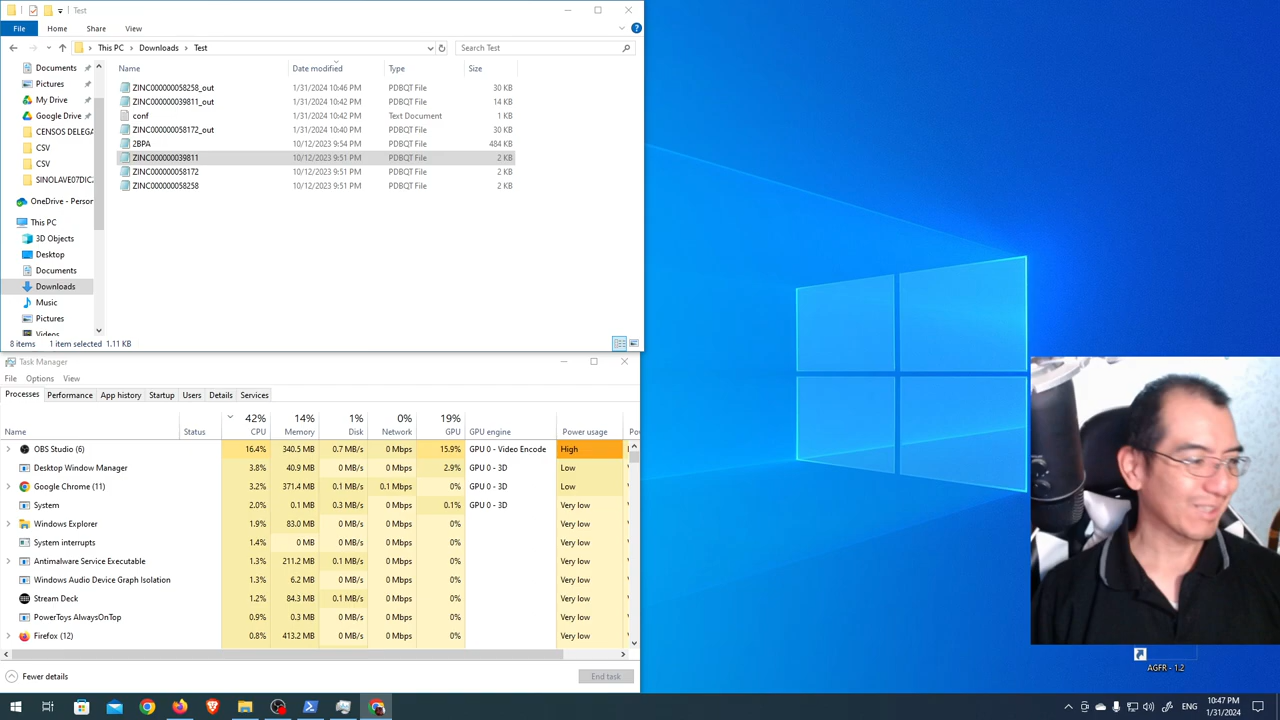 Test
File Home Share View
This PC Downloads Test Search Test
Name Date modified Type Size
ZINC000000058258_out 1/31/2024 10:46 PM PDBQT File 30 KB
ZINC000000039811_out 1/31/2024 10:42 PM PDBQT File 14 KB
conf 1/31/2024 10:42 PM Text Document 1 KB
ZINC000000058172_out 1/31/2024 10:40 PM PDBQT File 30 KB
2BPA 10/12/2023 9:54 PM PDBQT File 484 KB
ZINC000000039811 10/12/2023 9:51 PM PDBQT File 2 KB
ZINC000000058172 10/12/2023 9:51 PM PDBQT File 2 KB
ZINC000000058258 10/12/2023 9:51 PM PDBQT File 2 KB
Documents
Pictures
My Drive
Google Drive
CENSOS DELEGA
CSV
CSV
SINOLAVE07DIC
OneDrive - Person
This PC
3D Objects
Desktop
Documents
Downloads
Music
Pictures
Videos
8 items 1 item selected 1.11 KB
Task Manager
File Options View
Processes Performance App history Startup Users Details Services
42% 14% 1% 0% 19%
Name Status CPU Memory Disk Network GPU GPU engine Power usage
OBS Studio (6) 16.4% 340.5 MB 0.7 MB/s 0 Mbps 15.9% GPU 0 - Video Encode High
Desktop Window Manager 3.8% 40.9 MB 0 MB/s 0 Mbps 2.9% GPU 0 - 3D Low
Google Chrome (11) 3.2% 371.4 MB 0.1 MB/s 0.1 Mbps 0% GPU 0 - 3D Low
System 2.0% 0.1 MB 0.3 MB/s 0 Mbps 0.1% GPU 0 - 3D Very low
Windows Explorer 1.9% 83.0 MB 0 MB/s 0 Mbps 0% Very low
System interrupts 1.4% 0 MB 0 MB/s 0 Mbps 0% Very low
Antimalware Service Executable 1.3% 211.2 MB 0 MB/s 0 Mbps 0% Very low
Windows Audio Device Graph Isolation 1.3% 6.2 MB 0 MB/s 0 Mbps 0% Very low
Stream Deck 1.2% 84.3 MB 0.1 MB/s 0 Mbps 0% Very low
PowerToys AlwaysOnTop 0.9% 0.3 MB 0 MB/s 0 Mbps 0% Very low
Firefox (12) 0.8% 413.2 MB 0 MB/s 0 Mbps 0% Very low
Fewer details End task
AGFR - 1.2
ENG 10:47 PM
1/31/2024